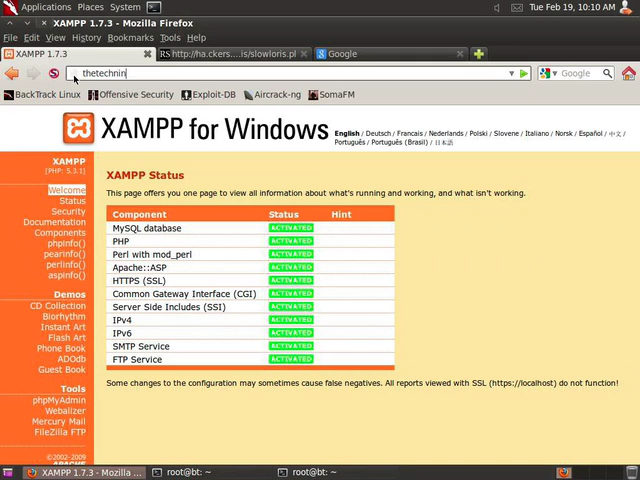 Applications Places System Tue Feb 19, 10:10 AM
XAMPP 1.7.3 - Mozilla Firefox
File Edit View History Bookmarks Tools Help
XAMPP 1.7.3 http://ha.ckers....is/slowloris.pl Google
thetechnin Google
BackTrack Linux Offensive Security Exploit-DB Aircrack-ng SomaFM
XAMPP for Windows
English / Deutsch / Francais / Nederlands / Polski / Slovene / Italiano / Norsk / Español / 中文 /
Português / Português (Brasil) / 日本語
XAMPP
[PHP: 5.3.1]
Welcome
Status
Security
Documentation
Components
phpinfo()
pearinfo()
perlinfo()
aspinfo()
Demos
CD Collection
Biorhythm
Instant Art
Flash Art
Phone Book
ADOdb
Guest Book
Tools
phpMyAdmin
Webalizer
Mercury Mail
FileZilla FTP
©2002-2009
APACHE
XAMPP Status
This page offers you one page to view all information about what's running and working, and what isn't working.
Component Status Hint
MySQL database ACTIVATED
PHP ACTIVATED
Perl with mod_perl ACTIVATED
Apache::ASP ACTIVATED
HTTPS (SSL) ACTIVATED
Common Gateway Interface (CGI) ACTIVATED
Server Side Includes (SSI) ACTIVATED
IPv4 ACTIVATED
IPv6 ACTIVATED
SMTP Service ACTIVATED
FTP Service ACTIVATED
Some changes to the configuration may sometimes cause false negatives. All reports viewed with SSL (https://localhost) do not function!
XAMPP 1.7.3 - Mozilla ... root@bt: ~ root@bt: ~